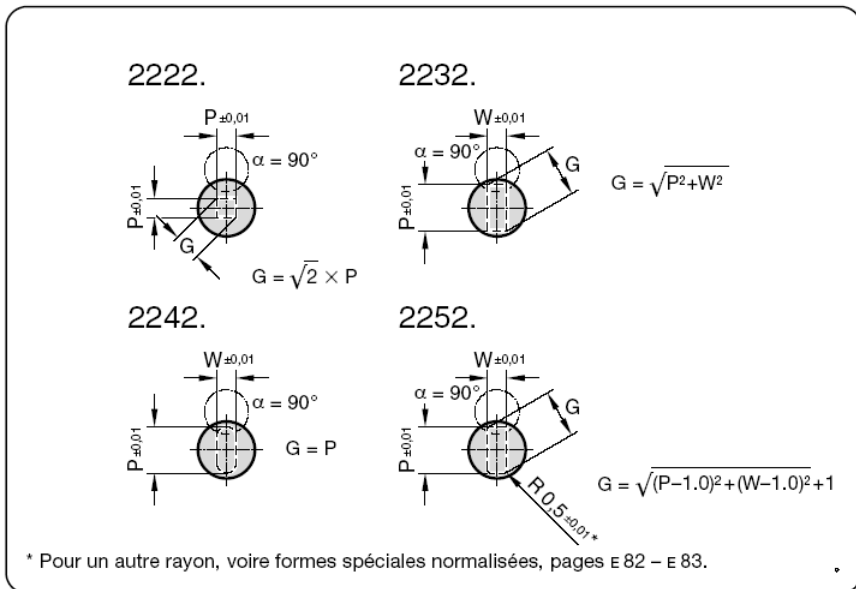 2222.
P±0,01
α = 90°
P±0,01
G
G = √2 × P
2232.
W±0,01
α = 90°
G
P±0,01
G = √P²+W²
2242.
W±0,01
α = 90°
P±0,01
G = P
2252.
W±0,01
α = 90°
G
P±0,01
R 0,5±0,01*
G = √(P–1.0)²+(W–1.0)²+1
* Pour un autre rayon, voire formes spéciales normalisées, pages E 82 – E 83.